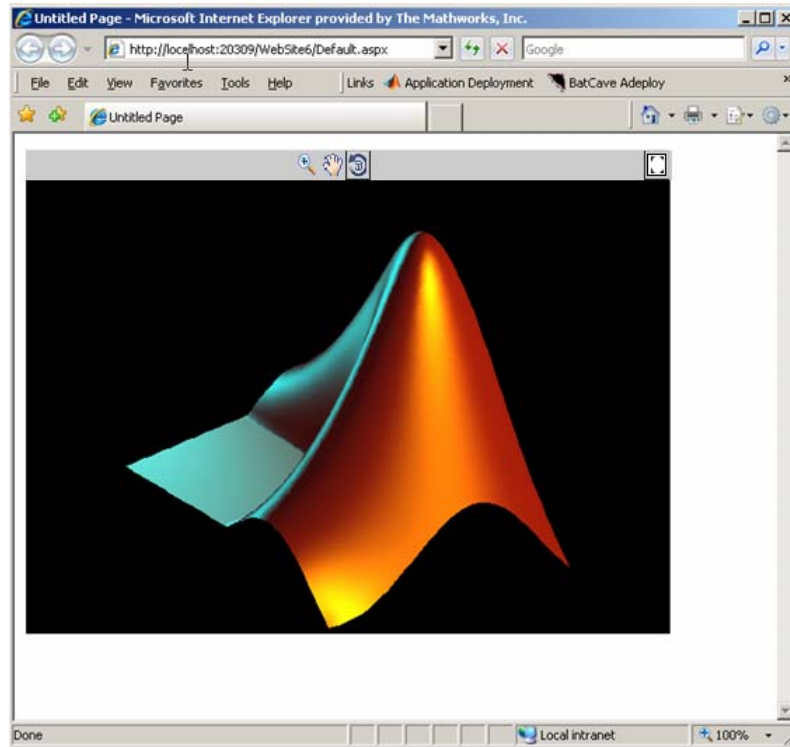 Untitled Page - Microsoft Internet Explorer provided by The Mathworks, Inc.
http://localhost:20309/WebSite6/Default.aspx
Google
File Edit View Favorites Tools Help Links Application Deployment BatCave Adeploy »
Untitled Page
Done Local intranet 100%